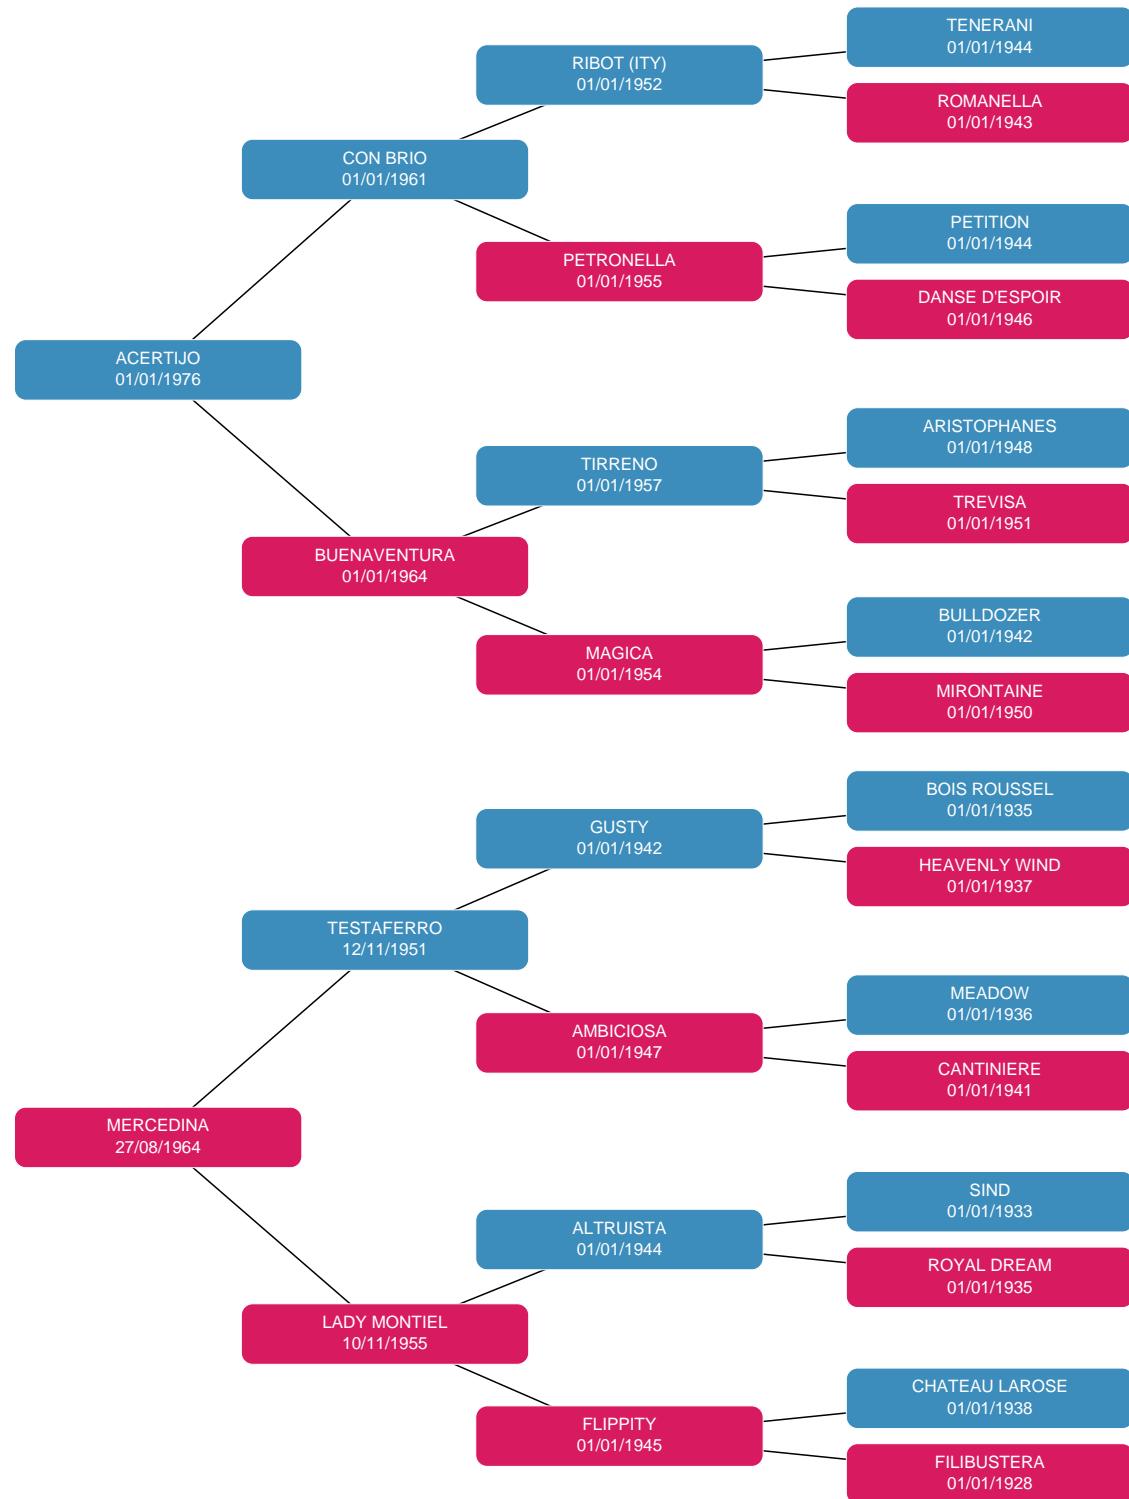 TENERANI
01/01/1944
RIBOT (ITY)
01/01/1952
ROMANELLA
01/01/1943
CON BRIO
01/01/1961
PETITION
01/01/1944
PETRONELLA
01/01/1955
DANSE D'ESPOIR
01/01/1946
ACERTIJO
01/01/1976
ARISTOPHANES
01/01/1948
TIRRENO
01/01/1957
TREVISA
01/01/1951
BUENAVENTURA
01/01/1964
BULLDOZER
01/01/1942
MAGICA
01/01/1954
MIRONTAINE
01/01/1950
BOIS ROUSSEL
01/01/1935
GUSTY
01/01/1942
HEAVENLY WIND
01/01/1937
TESTAFERRO
12/11/1951
MEADOW
01/01/1936
AMBICIOSA
01/01/1947
CANTINIERE
01/01/1941
MERCEDINA
27/08/1964
SIND
01/01/1933
ALTRUISTA
01/01/1944
ROYAL DREAM
01/01/1935
LADY MONTIEL
10/11/1955
CHATEAU LAROSE
01/01/1938
FLIPPITY
01/01/1945
FILIBUSTERA
01/01/1928